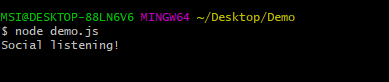 MSI@DESKTOP-88LN6V6 MINGW64 ~/Desktop/Demo
$ node demo.js
Social listening!